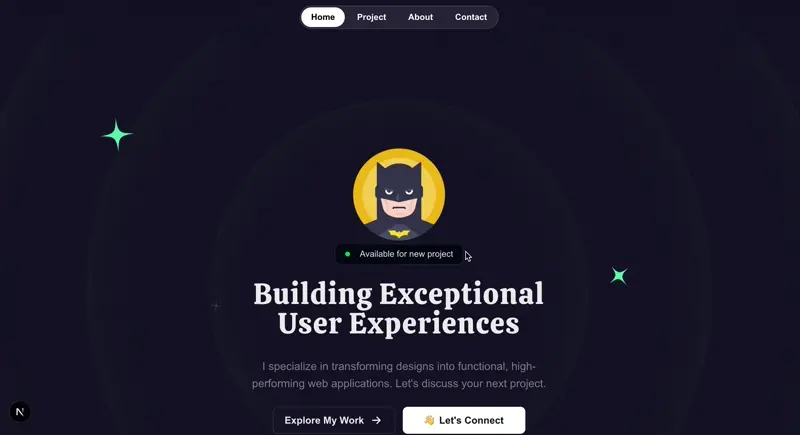 Home Project About Contact
Available for new project
Building Exceptional
User Experiences
I specialize in transforming designs into functional, high-
performing web applications. Let's discuss your next project.
Explore My Work → 👋 Let's Connect
N